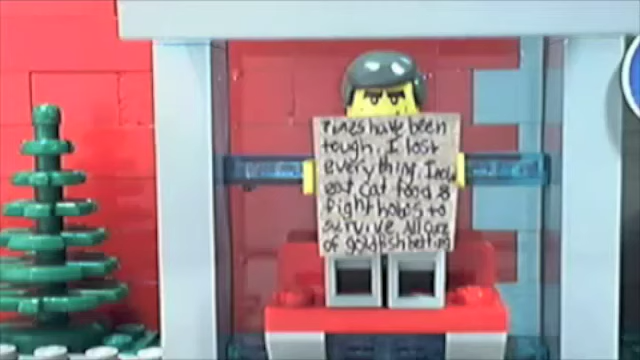 Times have been
tough, I lost
everything, I
eat cat food &
fight hobos to
survive all cuz
of goldfish betting